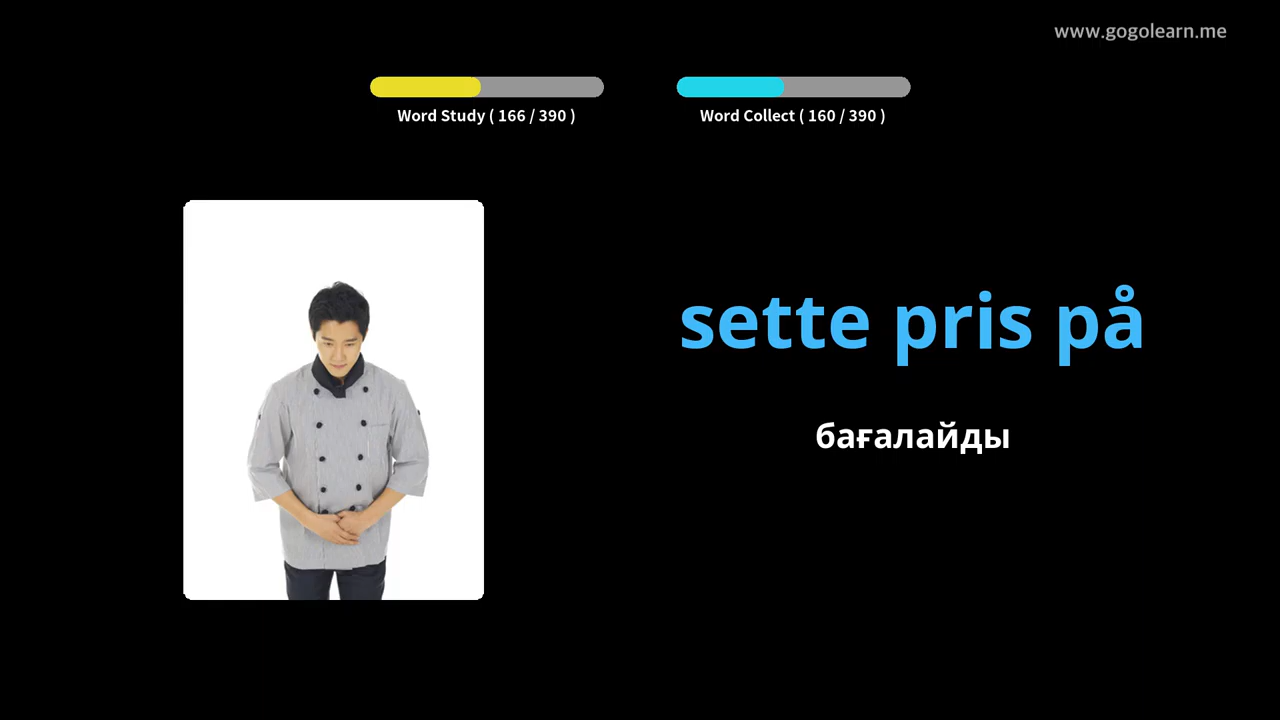 www.gogolearn.me
Word Study ( 166 / 390 )
Word Collect ( 160 / 390 )
sette pris på
бағалайды